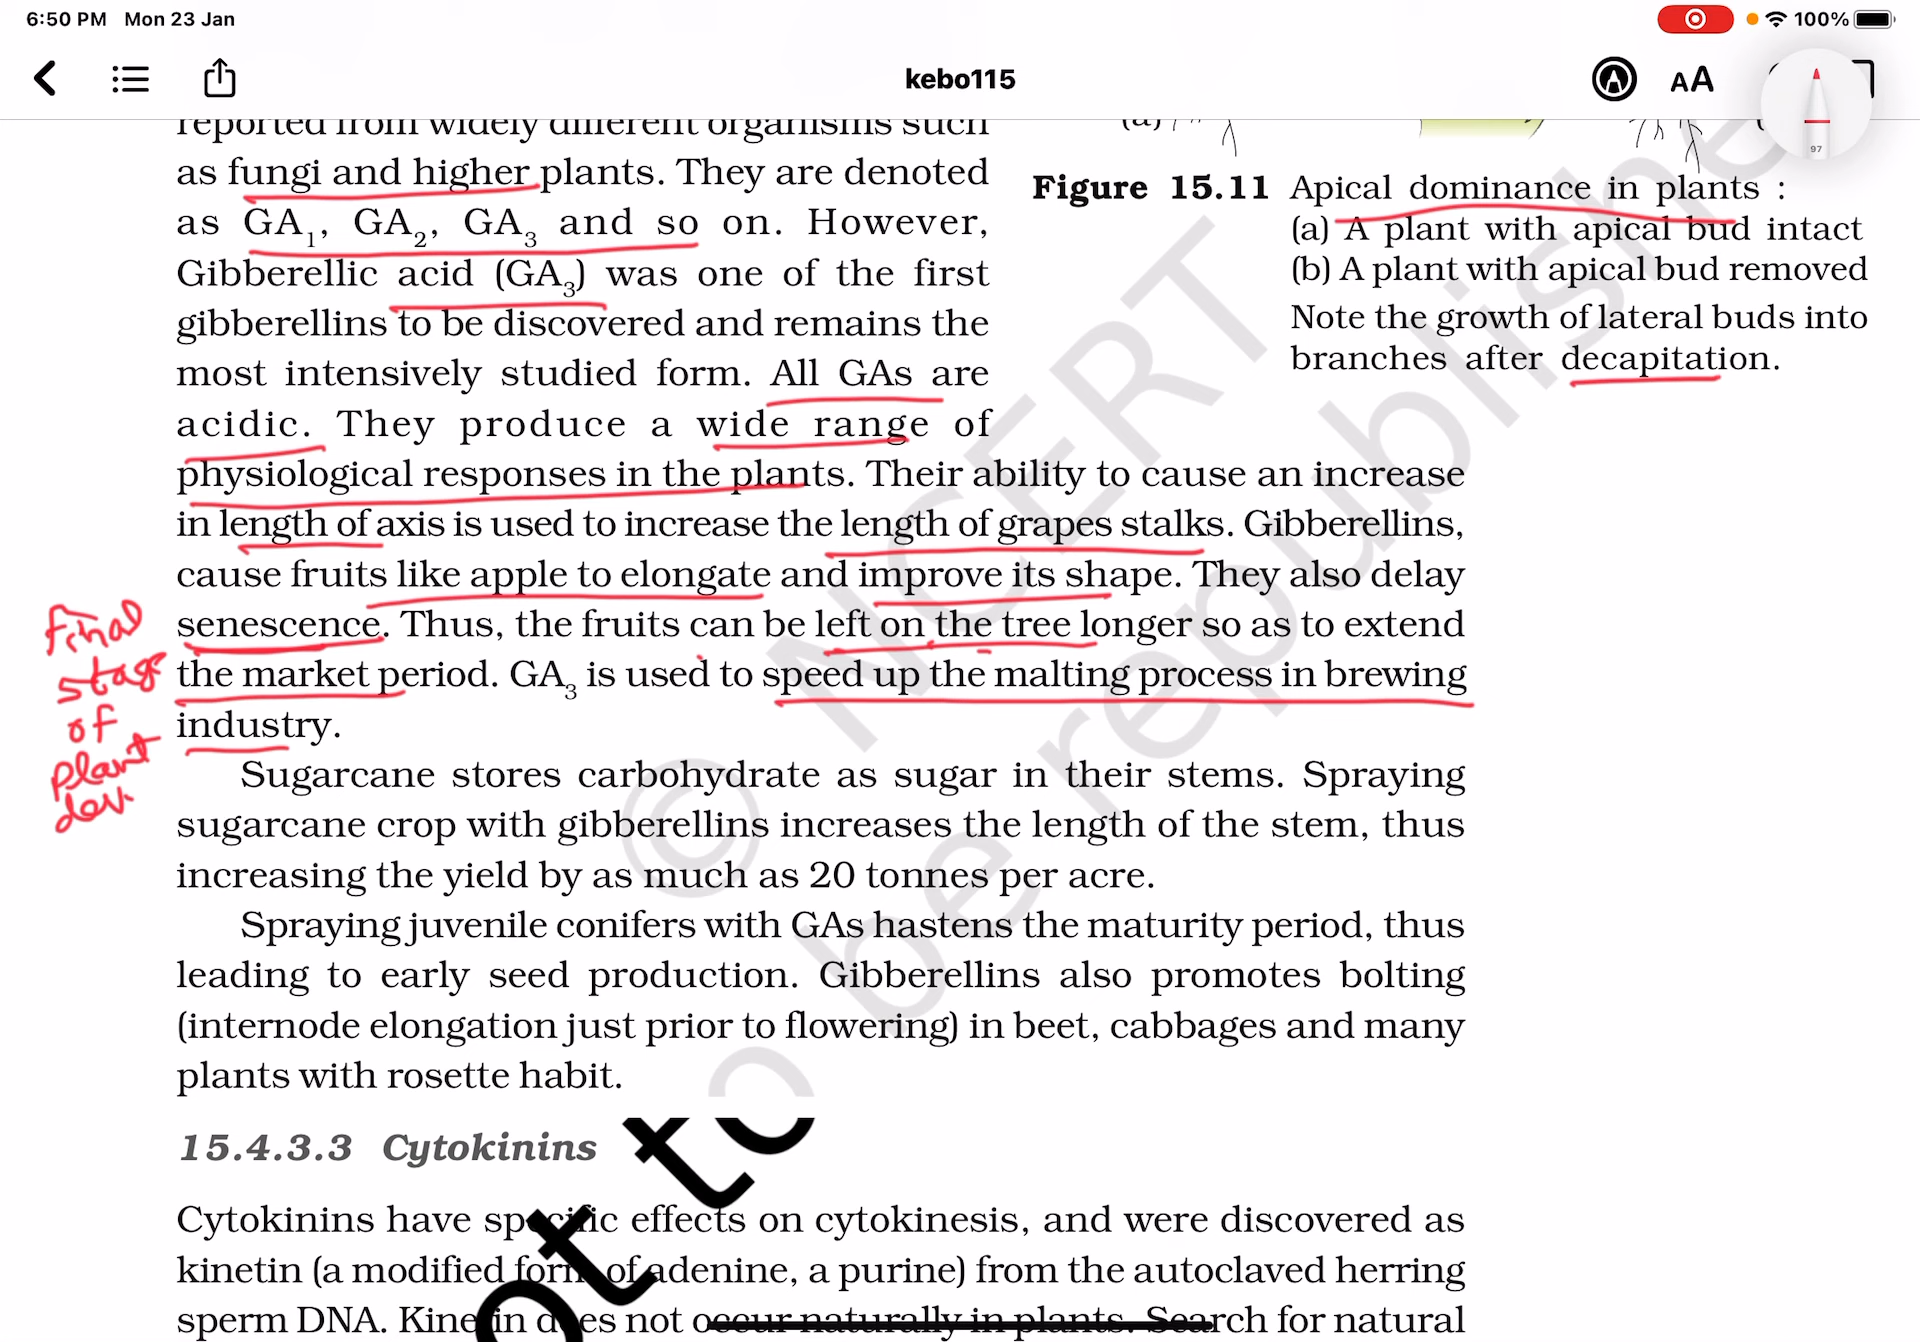 6:50 PM Mon 23 Jan
100%
kebo115
AA
97
reported from widely different organisms such
as fungi and higher plants. They are denoted
as GA₁, GA₂, GA₃ and so on. However,
Gibberellic acid (GA₃) was one of the first
gibberellins to be discovered and remains the
most intensively studied form. All GAs are
acidic. They produce a wide range of
physiological responses in the plants. Their ability to cause an increase
in length of axis is used to increase the length of grapes stalks. Gibberellins,
cause fruits like apple to elongate and improve its shape. They also delay
senescence. Thus, the fruits can be left on the tree longer so as to extend
the market period. GA₃ is used to speed up the malting process in brewing
industry.
(a)
Figure 15.11 Apical dominance in plants :
(a) A plant with apical bud intact
(b) A plant with apical bud removed
Note the growth of lateral buds into
branches after decapitation.
final
stage
of
plant
dev.
Sugarcane stores carbohydrate as sugar in their stems. Spraying
sugarcane crop with gibberellins increases the length of the stem, thus
increasing the yield by as much as 20 tonnes per acre.
Spraying juvenile conifers with GAs hastens the maturity period, thus
leading to early seed production. Gibberellins also promotes bolting
(internode elongation just prior to flowering) in beet, cabbages and many
plants with rosette habit.
15.4.3.3 Cytokinins
Cytokinins have specific effects on cytokinesis, and were discovered as
kinetin (a modified form of adenine, a purine) from the autoclaved herring
sperm DNA. Kinetin does not occur naturally in plants. Search for natural
© NCERT
to be republishe